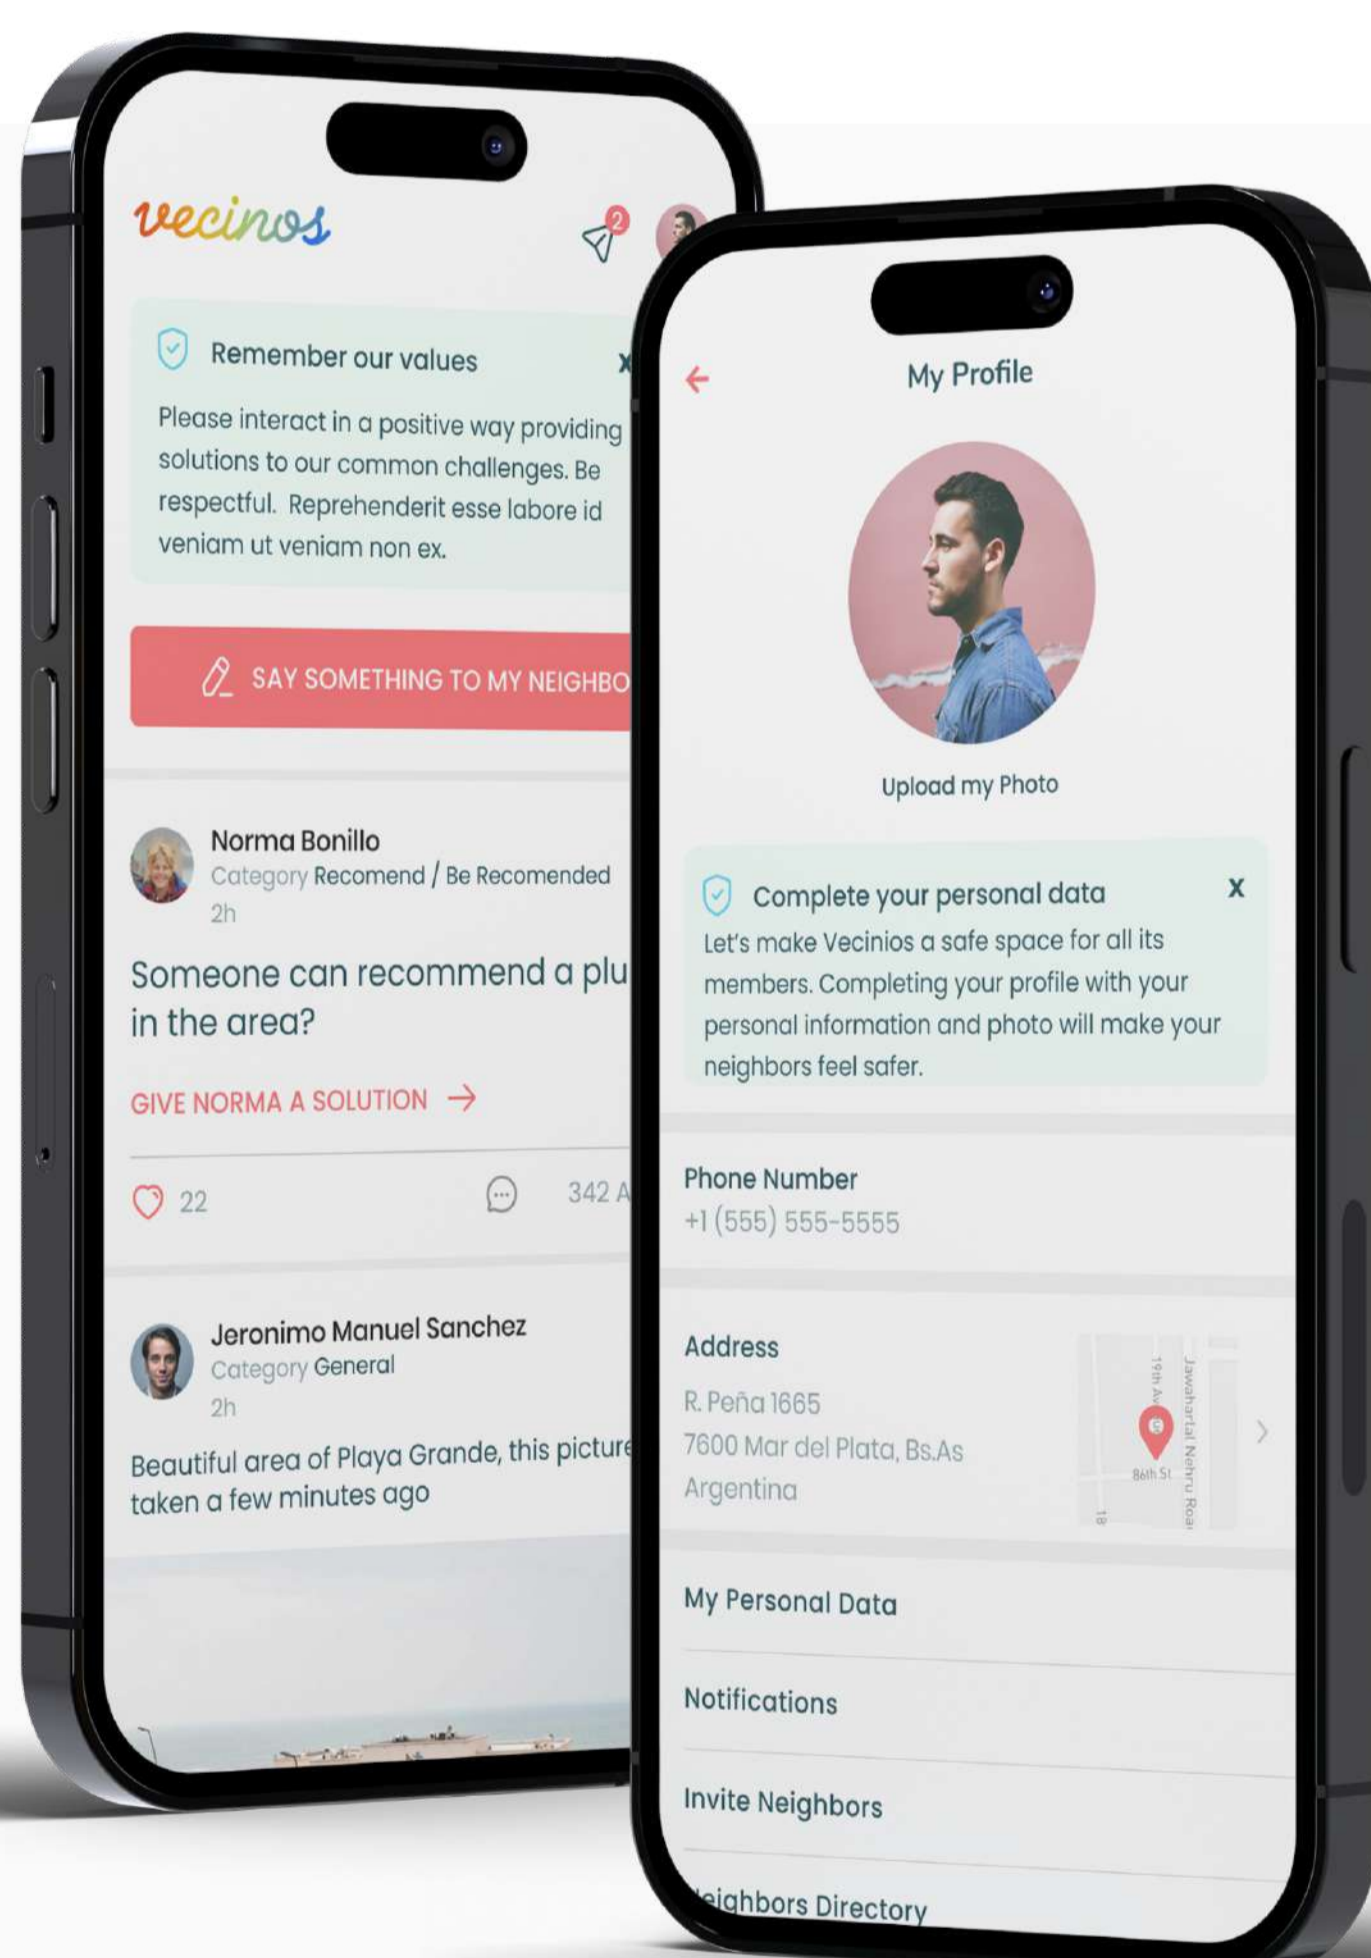 vecinos
2
Remember our values
X
Please interact in a positive way providing
solutions to our common challenges. Be
respectful. Reprehenderit esse labore id
veniam ut veniam non ex.
SAY SOMETHING TO MY NEIGHBO
Norma Bonillo
Category Recomend / Be Recomended
2h
Someone can recommend a plu
in the area?
GIVE NORMA A SOLUTION
22
342 A
Jeronimo Manuel Sanchez
Category General
2h
Beautiful area of Playa Grande, this picture
taken a few minutes ago
My Profile
Upload my Photo
Complete your personal data
X
Let's make Vecinios a safe space for all its
members. Completing your profile with your
personal information and photo will make your
neighbors feel safer.
Phone Number
+1 (555) 555-5555
Address
R. Peña 1665
7600 Mar del Plata, Bs.As
Argentina
19th Av
Jawahartal Nehru Road
86th St
18
My Personal Data
Notifications
Invite Neighbors
eighbors Directory